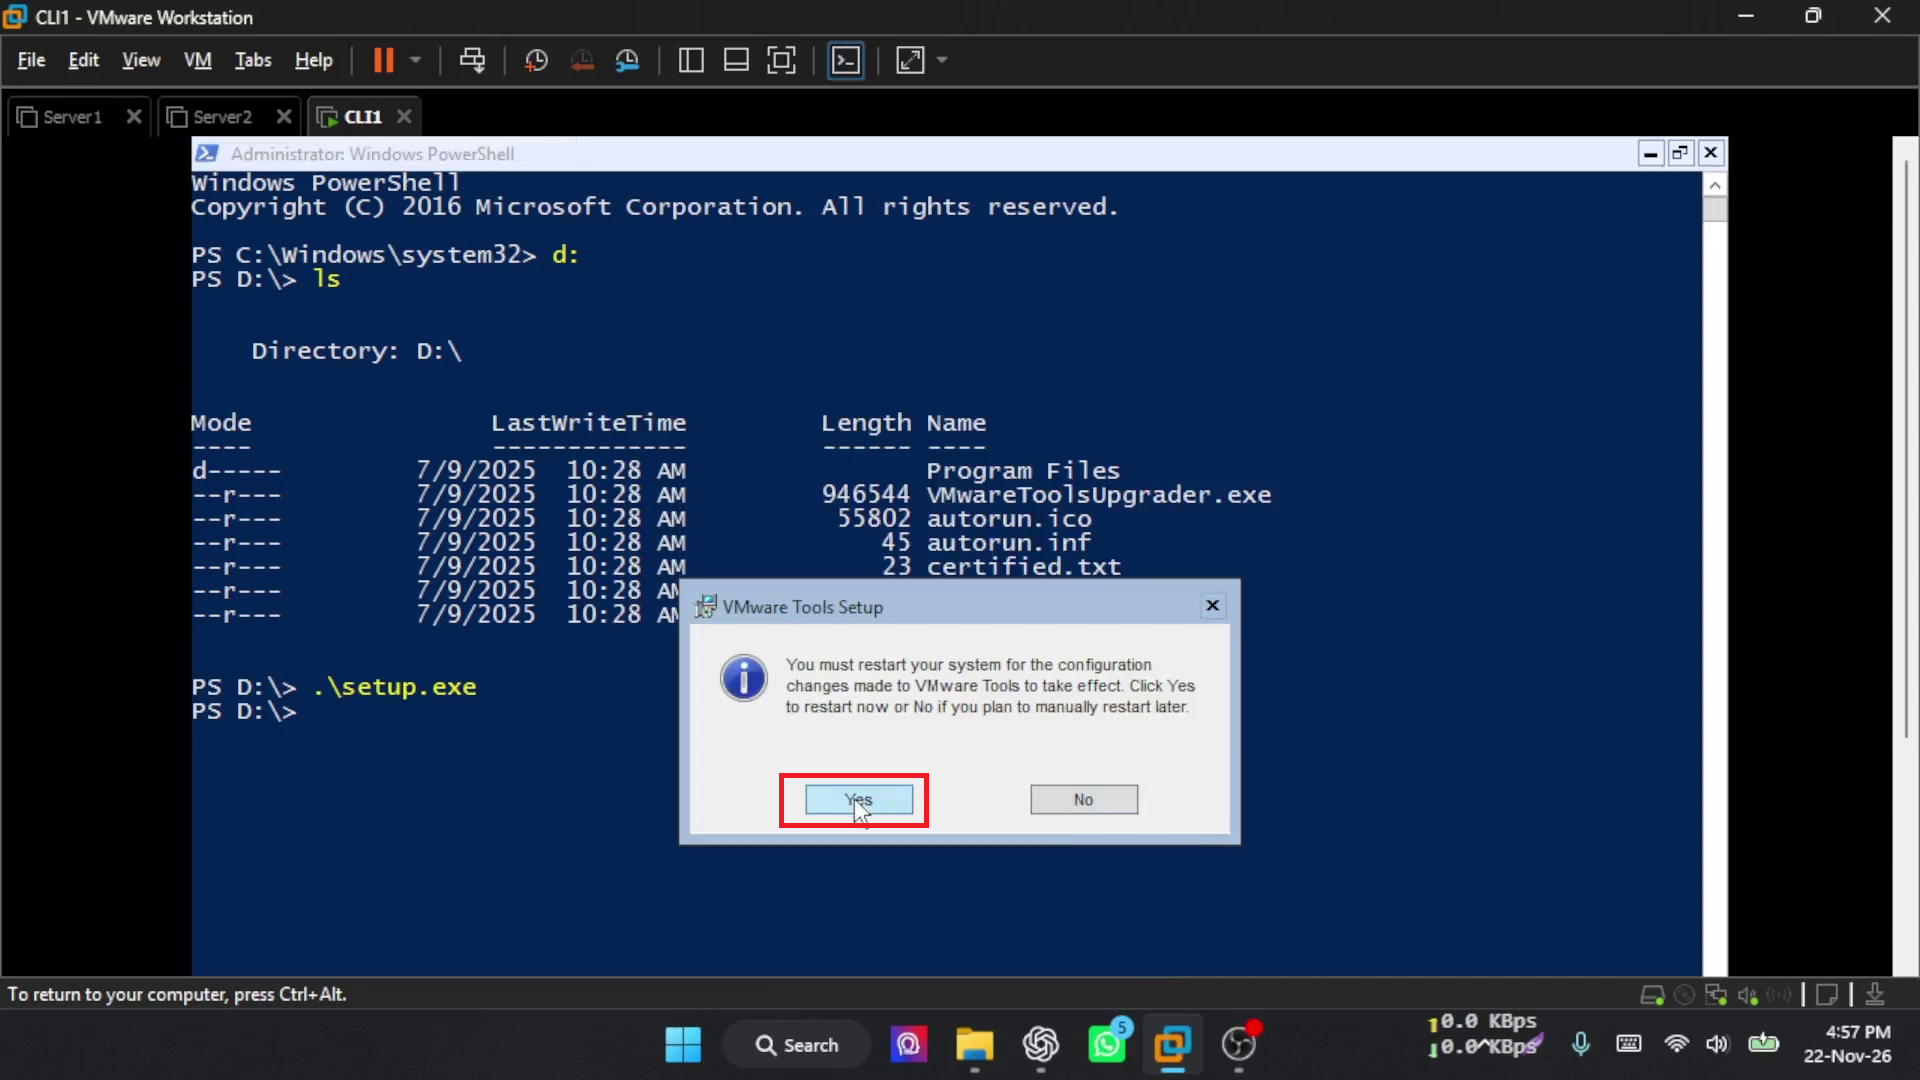 CLI1 - VMware Workstation
File Edit View VM Tabs Help
Server1 Server2 CLI1
Administrator: Windows PowerShell
Windows PowerShell
Copyright (C) 2016 Microsoft Corporation. All rights reserved.
PS C:\Windows\system32> d:
PS D:\> ls
Directory: D:\
Mode LastWriteTime Length Name
---- ------------- ------ ----
d----- 7/9/2025 10:28 AM Program Files
--r--- 7/9/2025 10:28 AM 946544 VMwareToolsUpgrader.exe
--r--- 7/9/2025 10:28 AM 55802 autorun.ico
--r--- 7/9/2025 10:28 AM 45 autorun.inf
--r--- 7/9/2025 10:28 AM 23 certified.txt
--r--- 7/9/2025 10:28 AM
--r--- 7/9/2025 10:28 AM
VMware Tools Setup
You must restart your system for the configuration
changes made to VMware Tools to take effect. Click Yes
to restart now or No if you plan to manually restart later.
Yes No
PS D:\> .\setup.exe
PS D:\>
To return to your computer, press Ctrl+Alt.
Search
5
0.0 KBps
0.0 KBps
4:57 PM
22-Nov-26